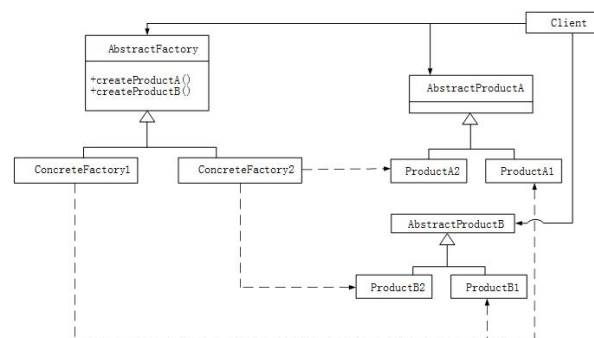 Client
AbstractFactory
+createProductA()
+createProductB()
AbstractProductA
ConcreteFactory1
ConcreteFactory2
ProductA2
ProductA1
AbstractProductB
ProductB2
ProductB1